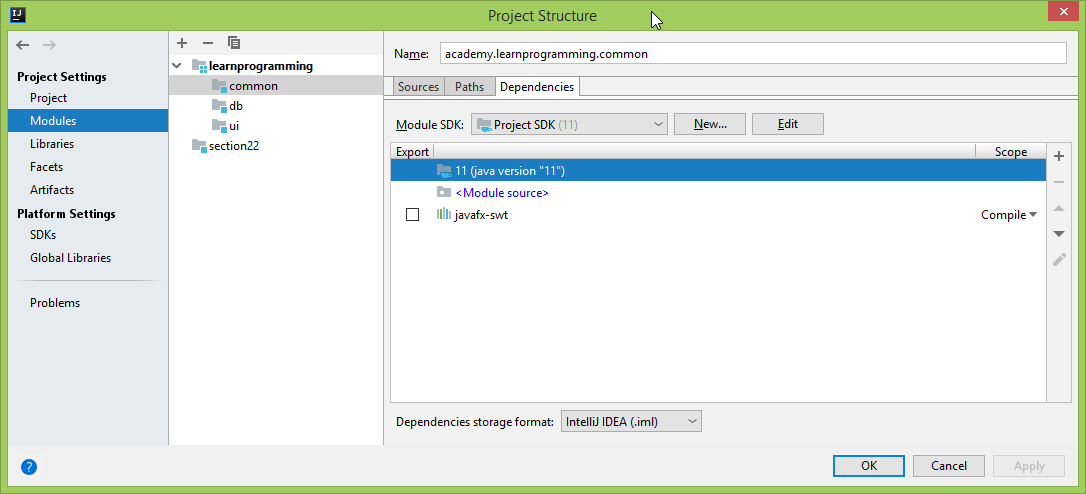 IJ
Project Structure
Project Settings
Project
Modules
Libraries
Facets
Artifacts
Platform Settings
SDKs
Global Libraries
Problems
learnprogramming
common
db
ui
section22
Name: academy.learnprogramming.common
Sources Paths Dependencies
Module SDK: Project SDK (11) New... Edit
Export Scope
11 (java version "11")
<Module source>
javafx-swt Compile
Dependencies storage format: IntelliJ IDEA (.iml)
? OK Cancel Apply